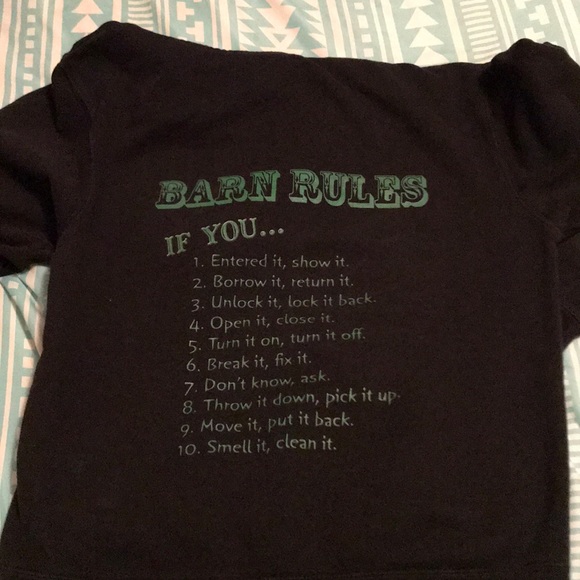 BARN RULES
IF YOU...
1. Entered it, show it.
2. Borrow it, return it.
3. Unlock it, lock it back.
4. Open it, close it.
5. Turn it on, turn it off.
6. Break it, fix it.
7. Don't know, ask.
8. Throw it down, pick it up.
9. Move it, put it back.
10. Smell it, clean it.